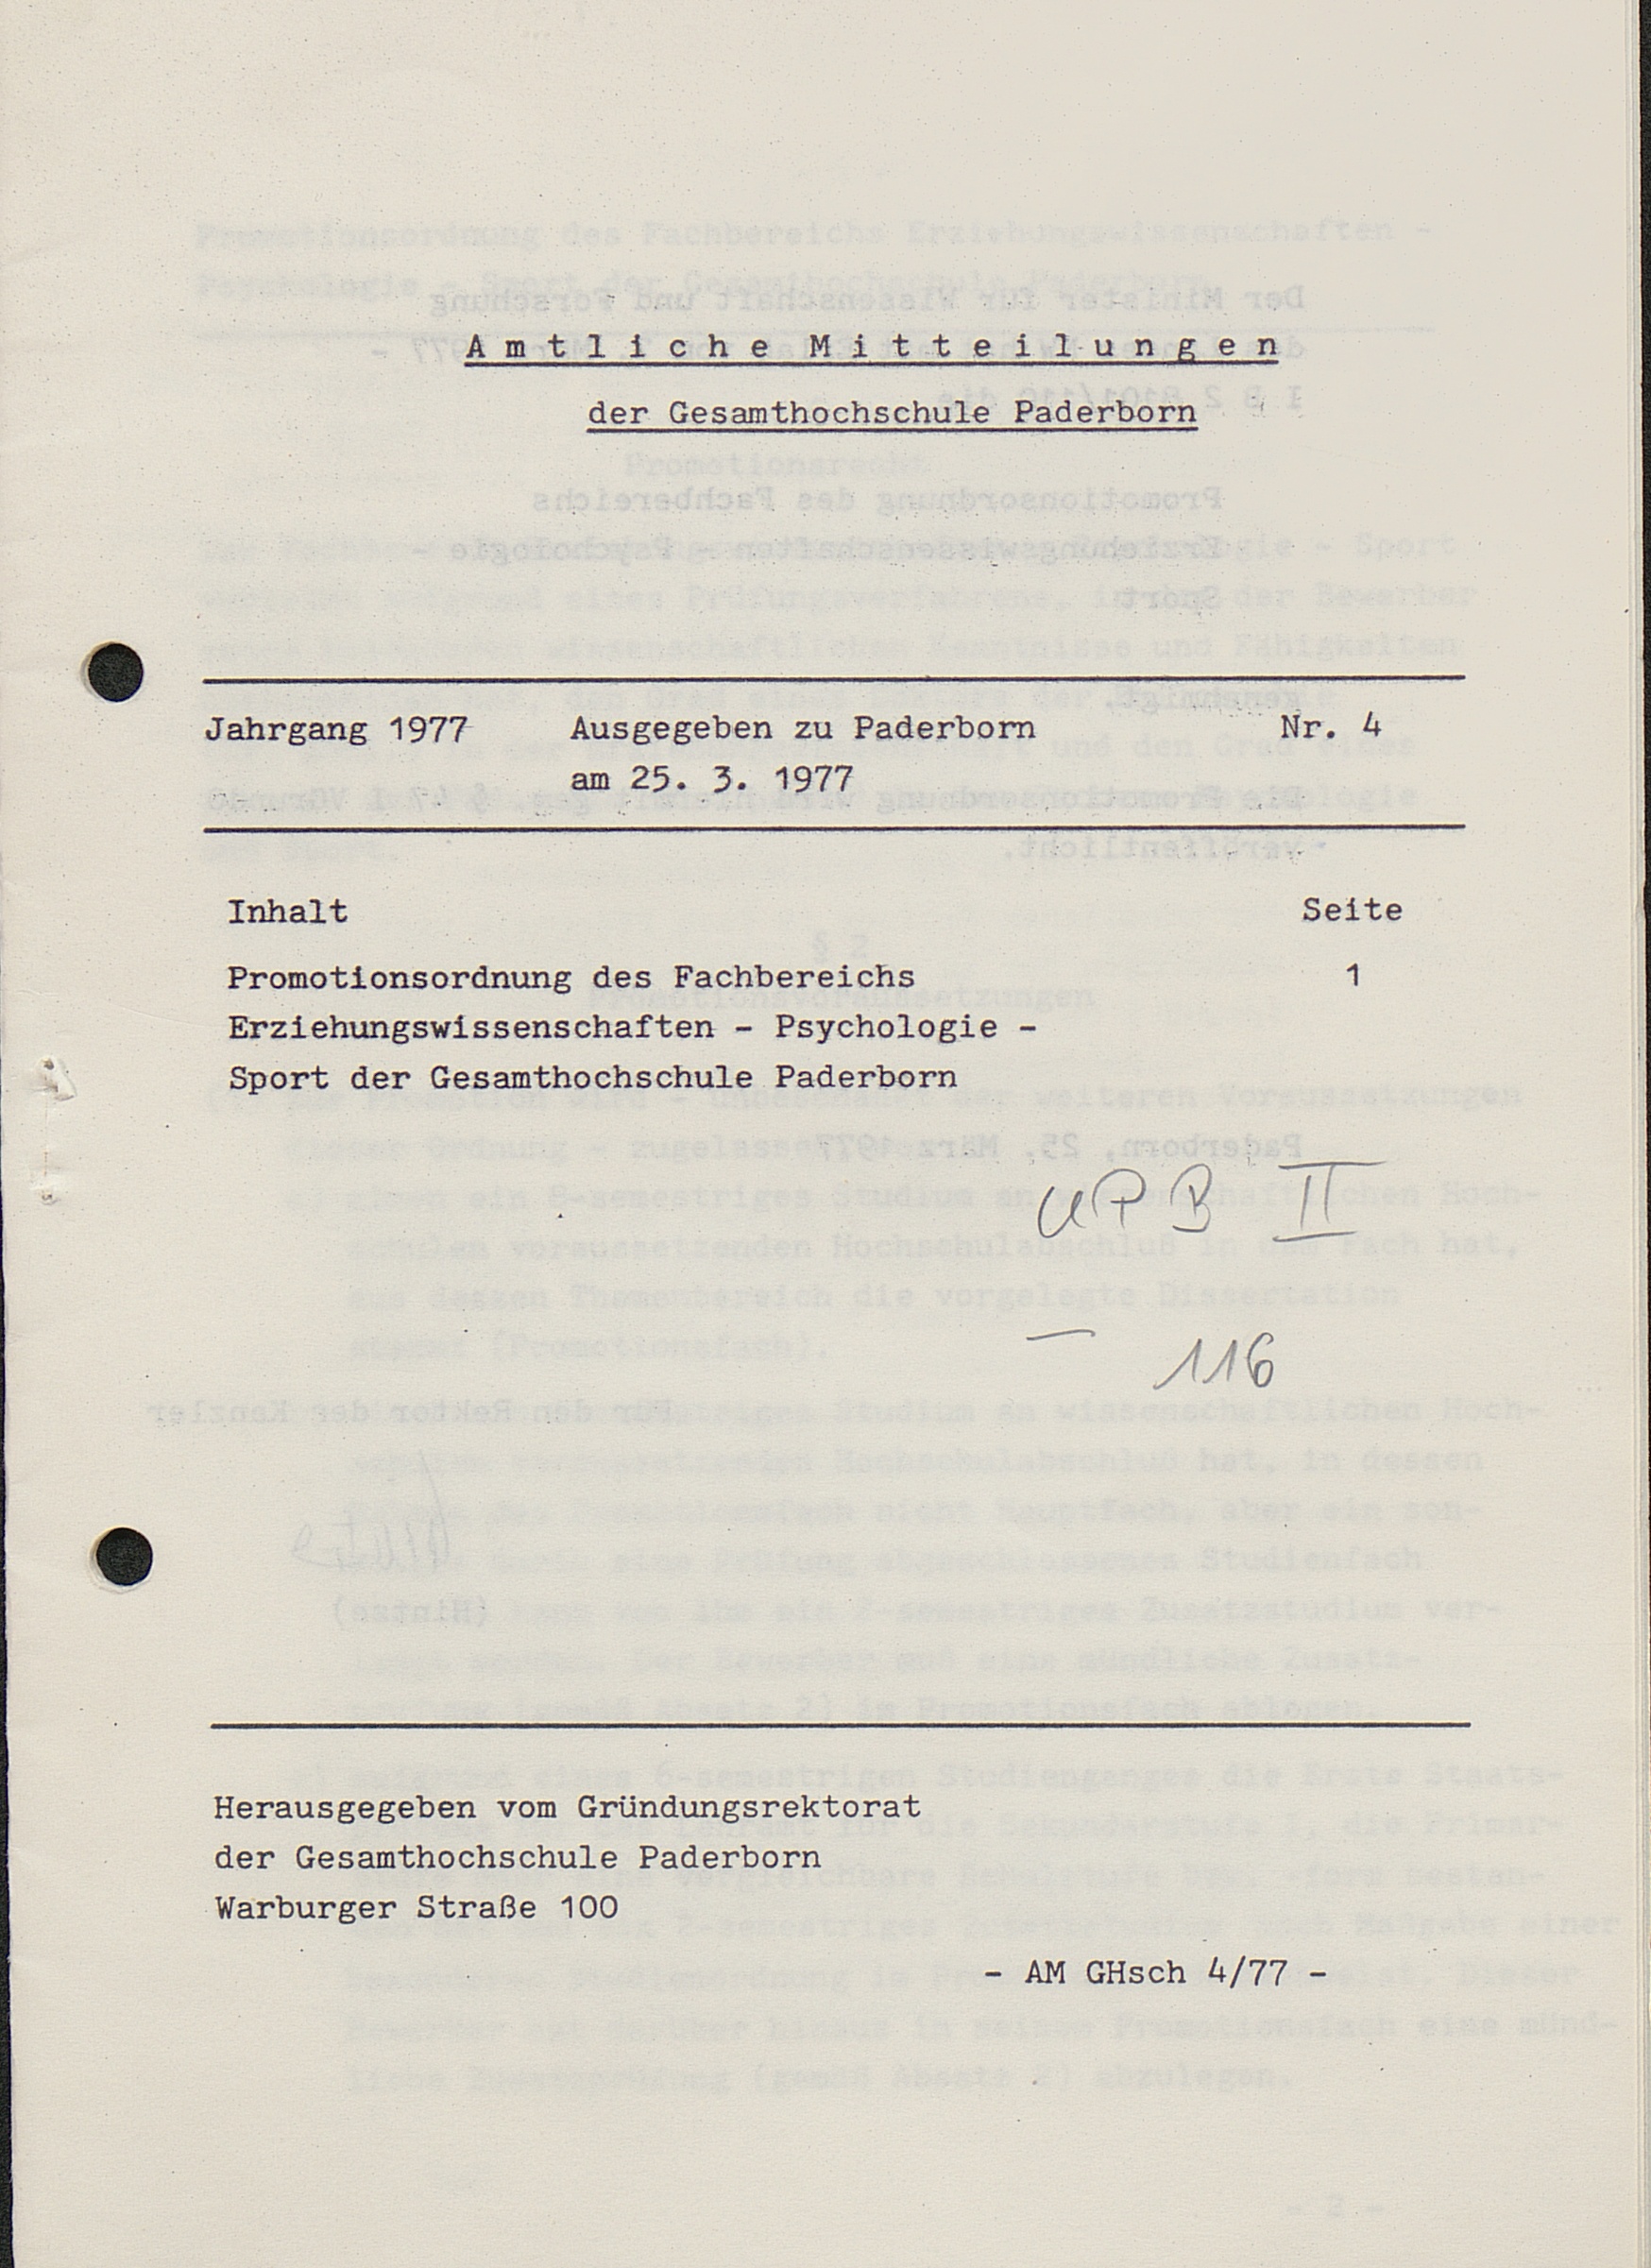 A m t l i c h e  M i t t e i l u n g e n
der Gesamthochschule Paderborn
Jahrgang 1977 Ausgegeben zu Paderborn Nr. 4
am 25. 3. 1977
Inhalt Seite
Promotionsordnung des Fachbereichs 1
Erziehungswissenschaften - Psychologie -
Sport der Gesamthochschule Paderborn
UPB II
— 116
Herausgegeben vom Gründungsrektorat
der Gesamthochschule Paderborn
Warburger Straße 100
- AM GHsch 4/77 -